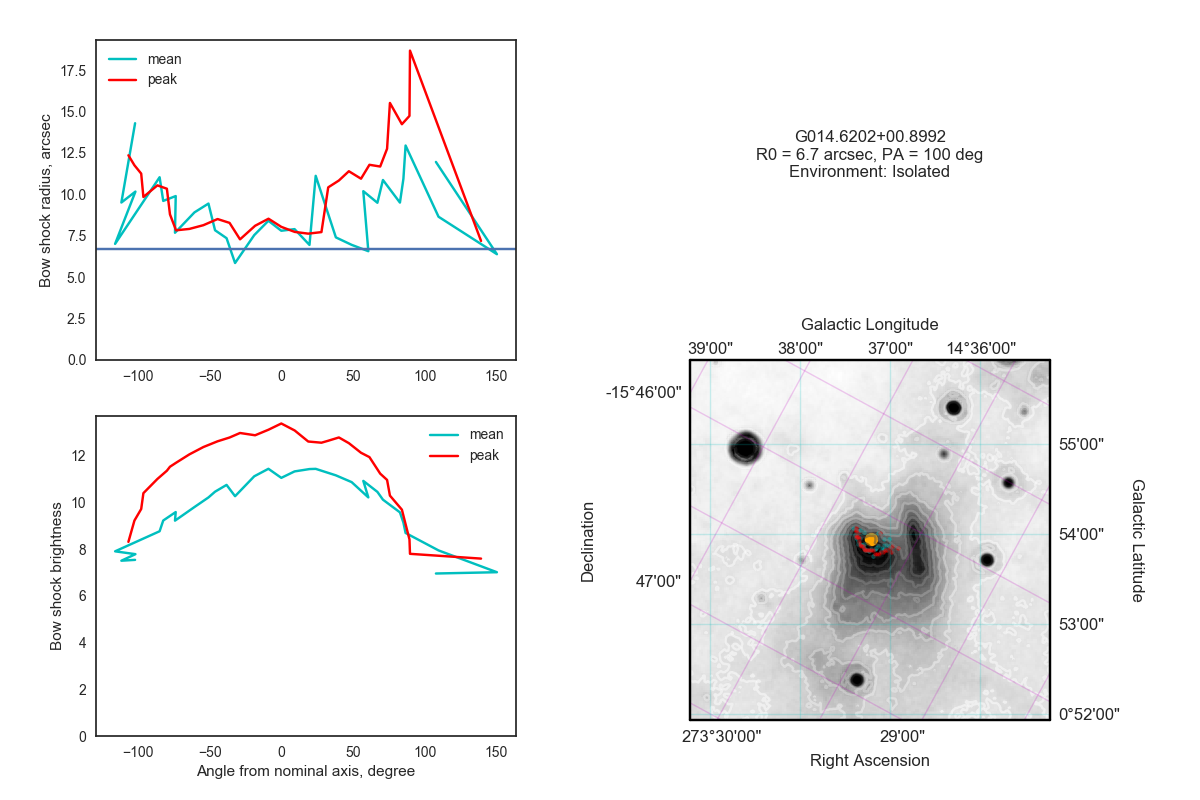 mean
peak
17.5
15.0
12.5
10.0
7.5
5.0
2.5
0.0
Bow shock radius, arcsec
−100
−50
0
50
100
150
G014.6202+00.8992
R0 = 6.7 arcsec, PA = 100 deg
Environment: Isolated
mean
peak
12
10
8
6
4
2
0
Bow shock brightness
−100
−50
0
50
100
150
Angle from nominal axis, degree
Galactic Longitude
39'00"
38'00"
37'00"
14°36'00"
-15°46'00"
47'00"
Declination
55'00"
54'00"
53'00"
0°52'00"
Galactic Latitude
273°30'00"
29'00"
Right Ascension